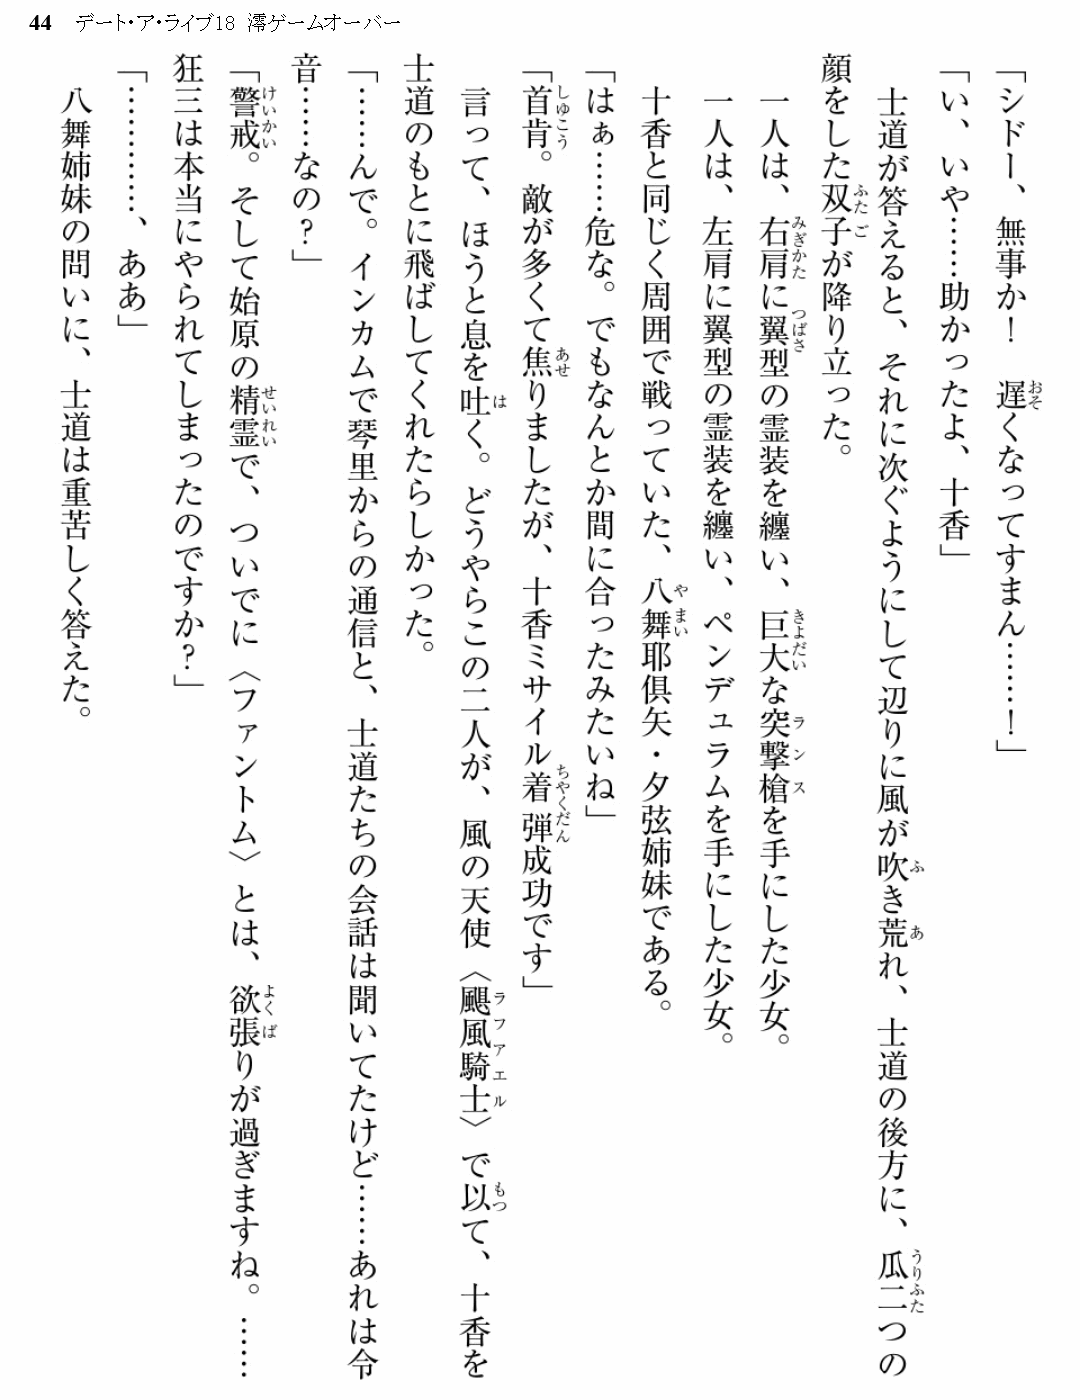 44 デート・ア・ライブ18 澪ゲームオーバー
「シドー、無事か！　遅くなってすまん……！」
「い、いや……助かったよ、十香」
　士道が答えると、それに次ぐようにして辺りに風が吹き荒れ、士道の後方に、瓜二つの
顔をした双子が降り立った。
　一人は、右肩に翼型の霊装を纏い、巨大な突撃槍を手にした少女。
　一人は、左肩に翼型の霊装を纏い、ペンデュラムを手にした少女。
　十香と同じく周囲で戦っていた、八舞耶倶矢・夕弦姉妹である。
「はぁ……危な。でもなんとか間に合ったみたいね」
「首肯。敵が多くて焦りましたが、十香ミサイル着弾成功です」
　言って、ほうと息を吐く。どうやらこの二人が、風の天使〈颶風騎士〉で以て、十香を
士道のもとに飛ばしてくれたらしかった。
「……んで。インカムで琴里からの通信と、士道たちの会話は聞いてたけど……あれは令
音……なの？」
「警戒。そして始原の精霊で、ついでに〈ファントム〉とは、欲張りが過ぎますね。……
狂三は本当にやられてしまったのですか？」
「…………、ああ」
　八舞姉妹の問いに、士道は重苦しく答えた。